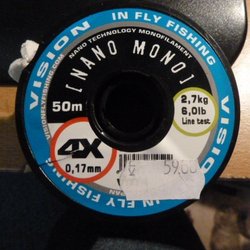 IN FLY FISHING
VISION
NANO TECHNOLOGY MONOFILAMENT
[NANO MONO]
50m
2,7kg
6,0lb
Line test
4X
0,17mm
VISION
IN FLY FISHING